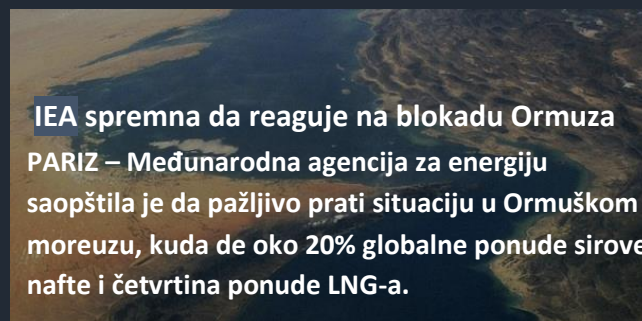 IEA spremna da reaguje na blokadu Ormuza
PARIZ – Međunarodna agencija za energiju
saopštila je da pažljivo prati situaciju u Ormuškom
moreuzu, kuda de oko 20% globalne ponude sirove
nafte i četvrtina ponude LNG-a.